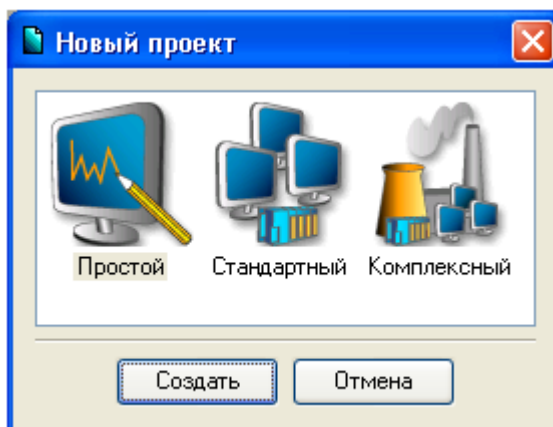 Новый проект
Простой Стандартный Комплексный
Создать Отмена